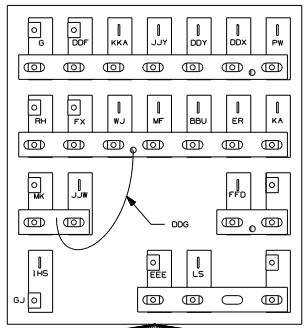 G DDF KKA JJY DDY DDX PW
RH FX WJ MF BBU ER KA
MK JJW FFD
DDG
IHS EEE LS
GJ